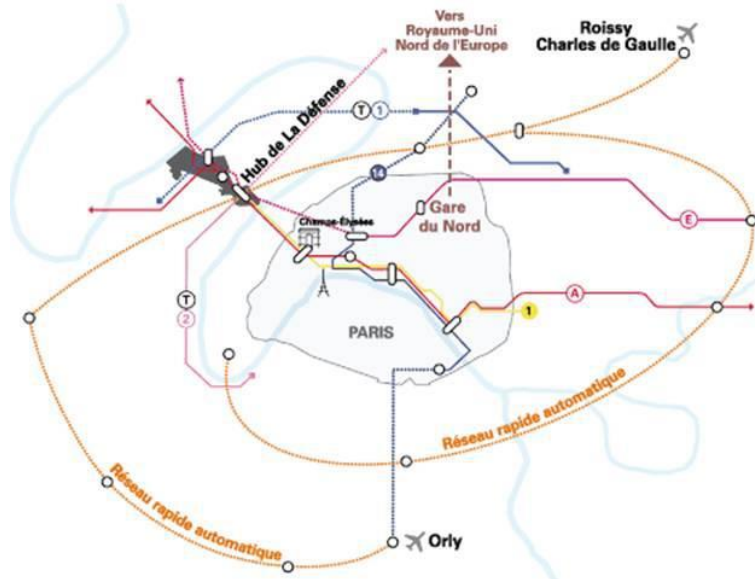 Vers
Royaume-Uni
Nord de l'Europe
Roissy
Charles de Gaulle
Hub de La Défense
T 1
14
Champs-Elysées
Gare
du Nord
E
T
2
A
1
PARIS
Réseau rapide automatique
Réseau rapide automatique
Orly